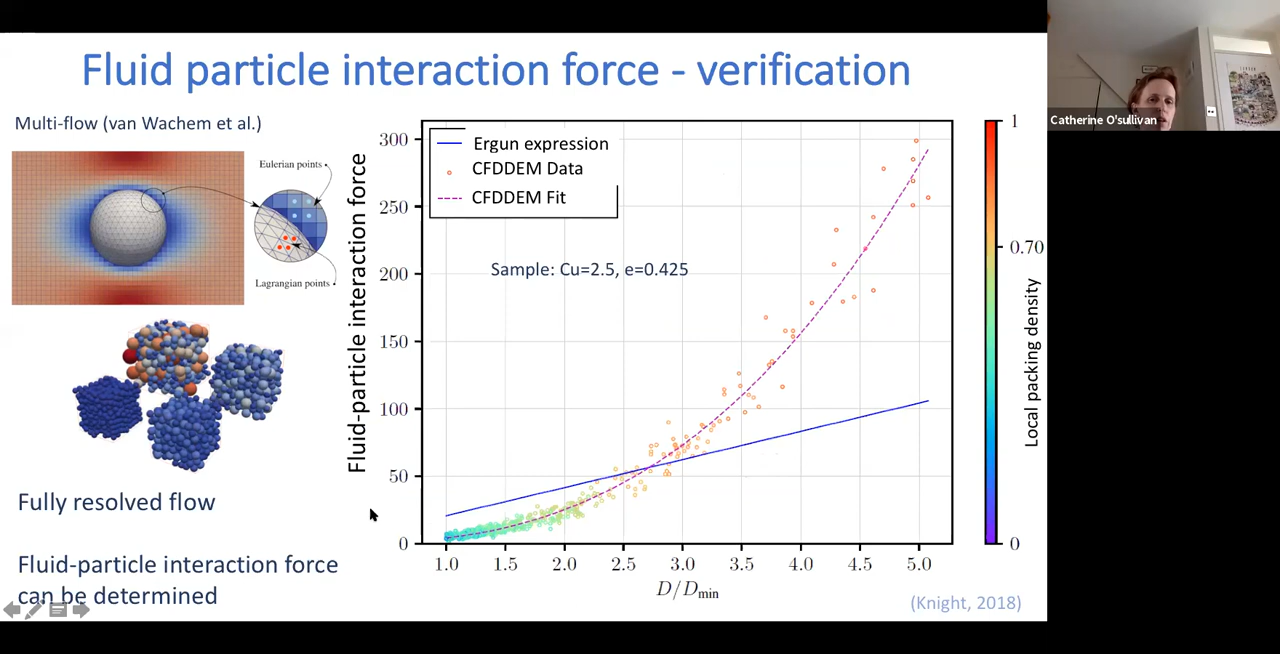 Fluid particle interaction force - verification
Multi-flow (van Wachem et al.)
Eulerian points
Lagrangian points
Fully resolved flow
Fluid-particle interaction force
can be determined
Fluid-particle interaction force
300
250
200
150
100
50
0
Ergun expression
CFDDEM Data
CFDDEM Fit
Sample: Cu=2.5, e=0.425
1.0 1.5 2.0 2.5 3.0 3.5 4.0 4.5 5.0
D/Dmin
1
0.70
0
Local packing density
(Knight, 2018)
Catherine O'sullivan